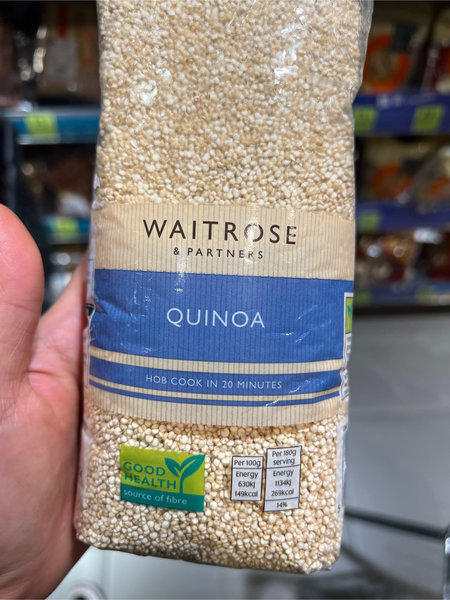 WAITROSE
& PARTNERS
QUINOA
HOB COOK IN 20 MINUTES
GOOD
HEALTH
source of fibre
Per 100g
Energy
630kJ
149kcal
Per 180g
serving
Energy
1134kJ
269kcal
14%